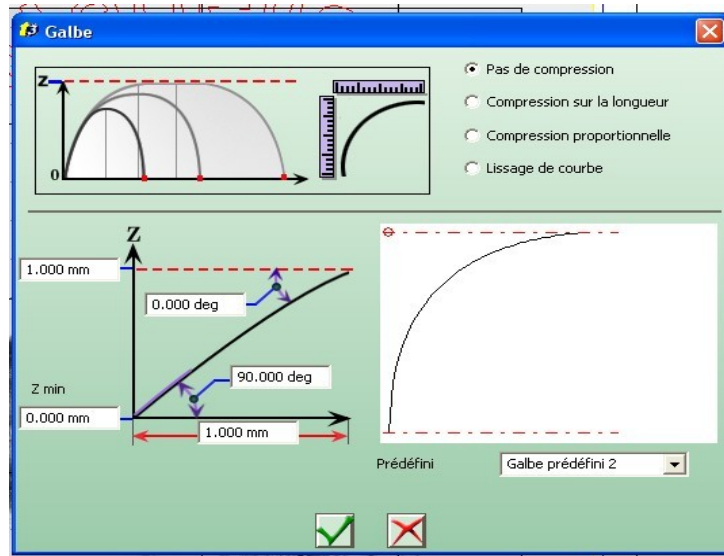 Galbe
Z
0
Pas de compression
Compression sur la longueur
Compression proportionnelle
Lissage de courbe
Z
1.000 mm
0.000 deg
90.000 deg
Z min
0.000 mm
1.000 mm
Prédéfini
Galbe prédéfini 2